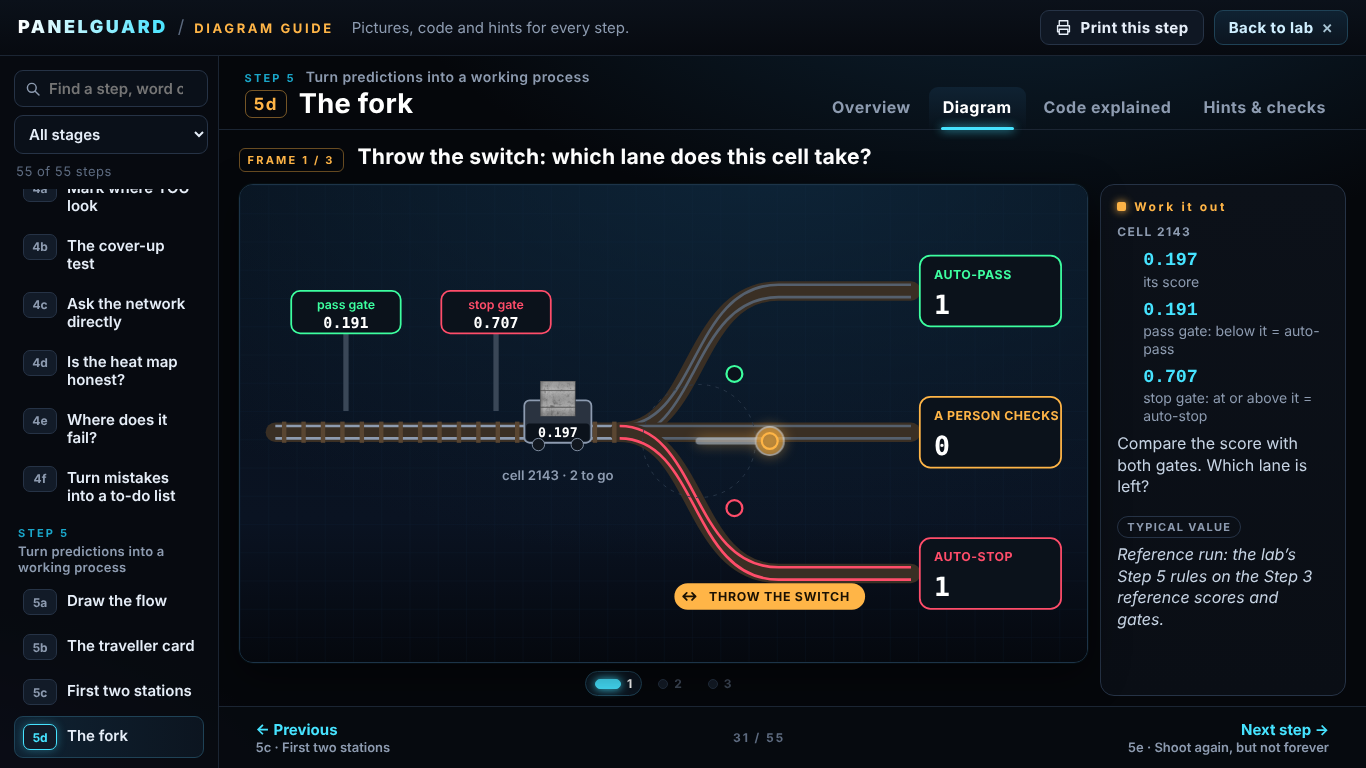 PANELGUARD / DIAGRAM GUIDE Pictures, code and hints for every step.
Print this step
Back to lab ×
Find a step, word c
All stages
55 of 55 steps
4a Mark where YOU look
4b The cover-up test
4c Ask the network directly
4d Is the heat map honest?
4e Where does it fail?
4f Turn mistakes into a to-do list
STEP 5
Turn predictions into a working process
5a Draw the flow
5b The traveller card
5c First two stations
5d The fork
STEP 5 Turn predictions into a working process
5d The fork
Overview
Diagram
Code explained
Hints & checks
FRAME 1 / 3 Throw the switch: which lane does this cell take?
pass gate
0.191
stop gate
0.707
0.197
cell 2143 · 2 to go
AUTO-PASS
1
A PERSON CHECKS
0
AUTO-STOP
1
↔ THROW THE SWITCH
1 2 3
Work it out
CELL 2143
0.197
its score
0.191
pass gate: below it = auto-
pass
0.707
stop gate: at or above it =
auto-stop
Compare the score with
both gates. Which lane is
left?
TYPICAL VALUE
Reference run: the lab's
Step 5 rules on the Step 3
reference scores and
gates.
← Previous
5c · First two stations
31 / 55
Next step →
5e · Shoot again, but not forever